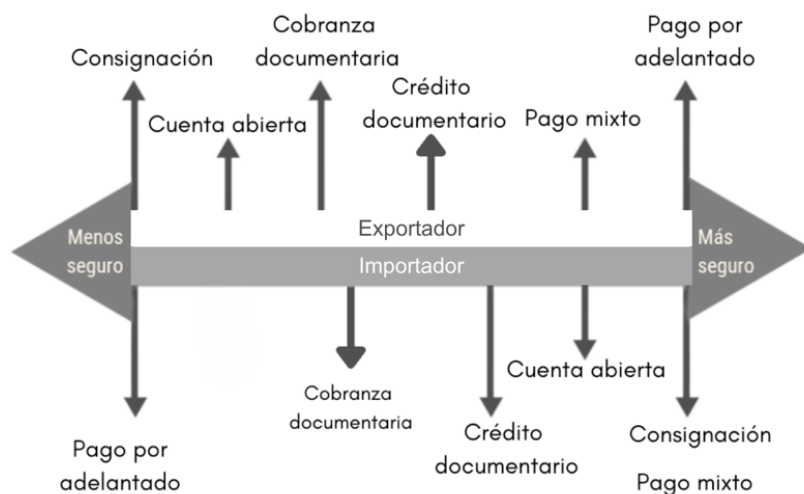 Consignación
Cuenta abierta
Cobranza
documentaria
Crédito
documentario
Pago mixto
Pago por
adelantado
Menos
seguro
Exportador
Importador
Más
seguro
Pago por
adelantado
Cobranza
documentaria
Crédito
documentario
Cuenta abierta
Consignación
Pago mixto